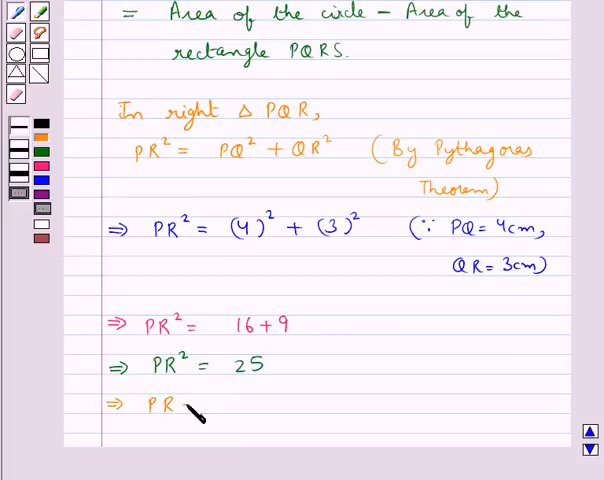 = Area of the circle - Area of the
rectangle PQRS.
In right Δ PQR,
PR² = PQ² + QR² (By Pythagoras
Theorem)
⇒ PR² = (4)² + (3)² (∵ PQ = 4cm,
QR = 3cm)
⇒ PR² = 16+9
⇒ PR² = 25
⇒ PR -